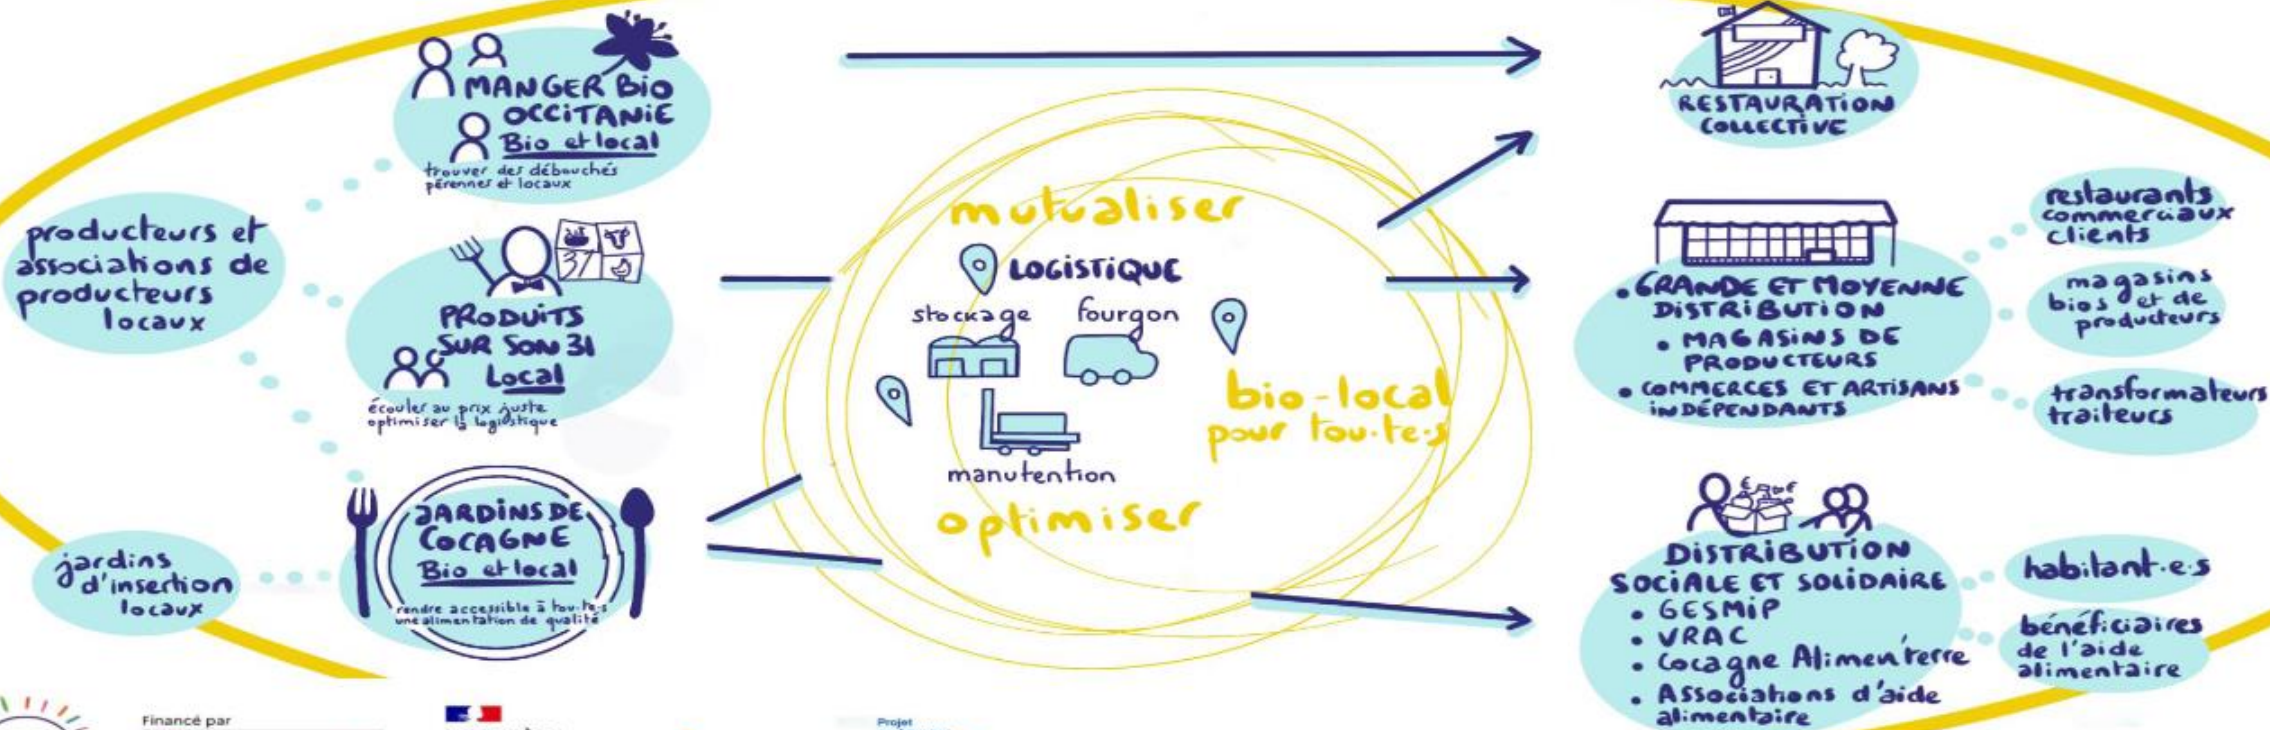 MANGER BiO
OCCiTANiE
Bio et local
trouver des débouchés
pérennes et locaux
producteurs et
associations de
producteurs
locaux
37
PRODUiTS
SUR SON 31
Local
écouler au prix juste
optimiser la logistique
JARDiNS DE
COCAGNE
Bio et local
rendre accessible à tou·te·s
une alimentation de qualité
jardins
d'insertion
locaux
mutualiser
LOGiSTiQUE
stockage
fourgon
manutention
bio-local
pour tou·te·s
optimiser
RESTAURATiON
COLLECTiVE
• GRANDE ET MOYENNE
DiSTRiBUTiON
• MAGASiNS DE
PRODUCTEURS
• COMMERCES ET ARTiSANS
iNDÉPENDANTS
restaurants
commerciaux
clients
magasins
bios et de
producteurs
transformateurs
traiteurs
DiSTRiBUTiON
SOCiALE ET SOLiDAiRE
• GESMiP
• VRAC
• Cocagne Alimen'terre
• Associations d'aide
alimentaire
habitant·e·s
bénéficiaires
de l'aide
alimentaire
Financé par
Projet